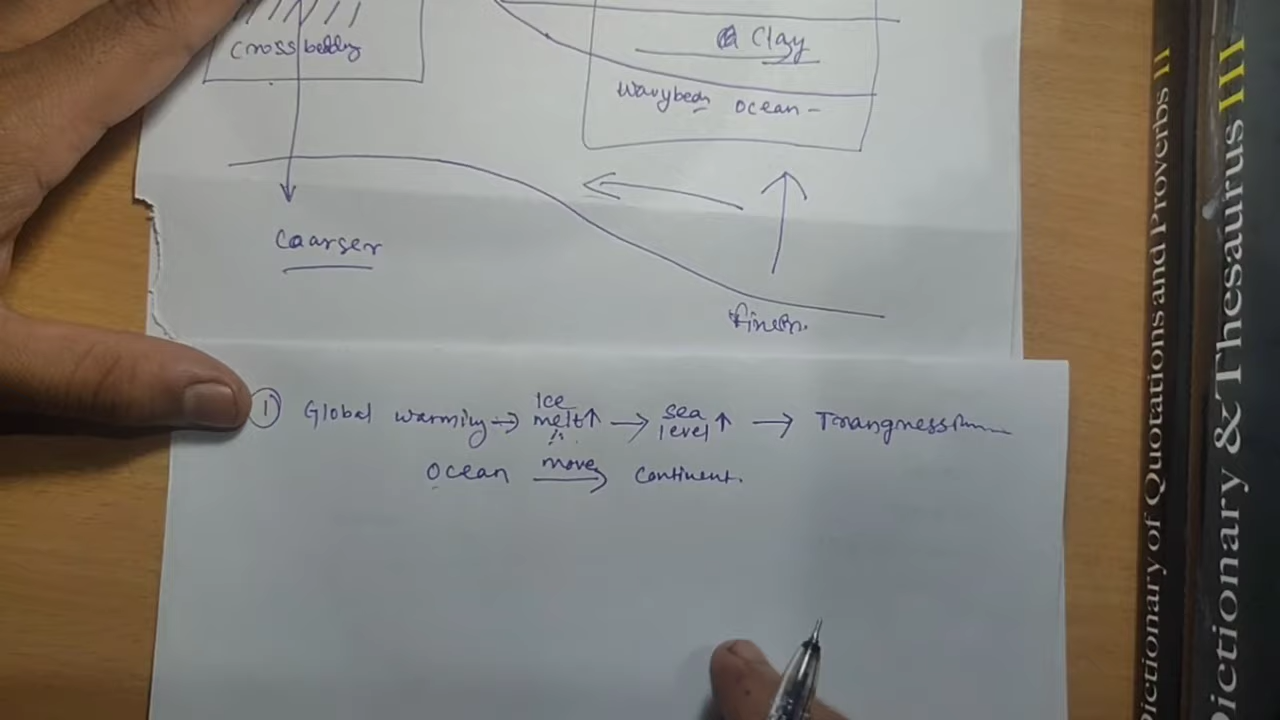 Cross bedding
Clay
Wavybeds ocean -
Coarser
finer.
① Global warming → Ice melt ↑ → sea level ↑ → Transgression
Ocean move → Continent.
Dictionary of Quotations and Proverbs II
Dictionary & Thesaurus III